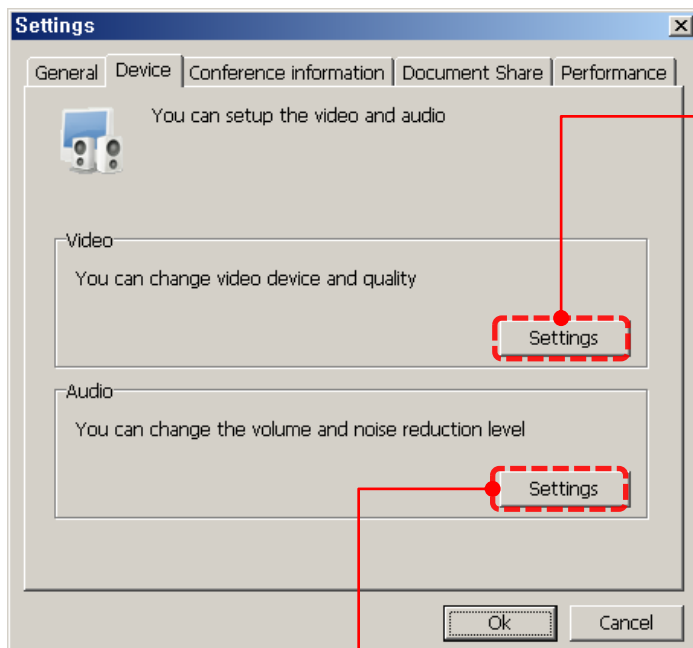 Settings
General Device Conference information Document Share Performance
You can setup the video and audio
Video
You can change video device and quality
Settings
Audio
You can change the volume and noise reduction level
Settings
Ok Cancel